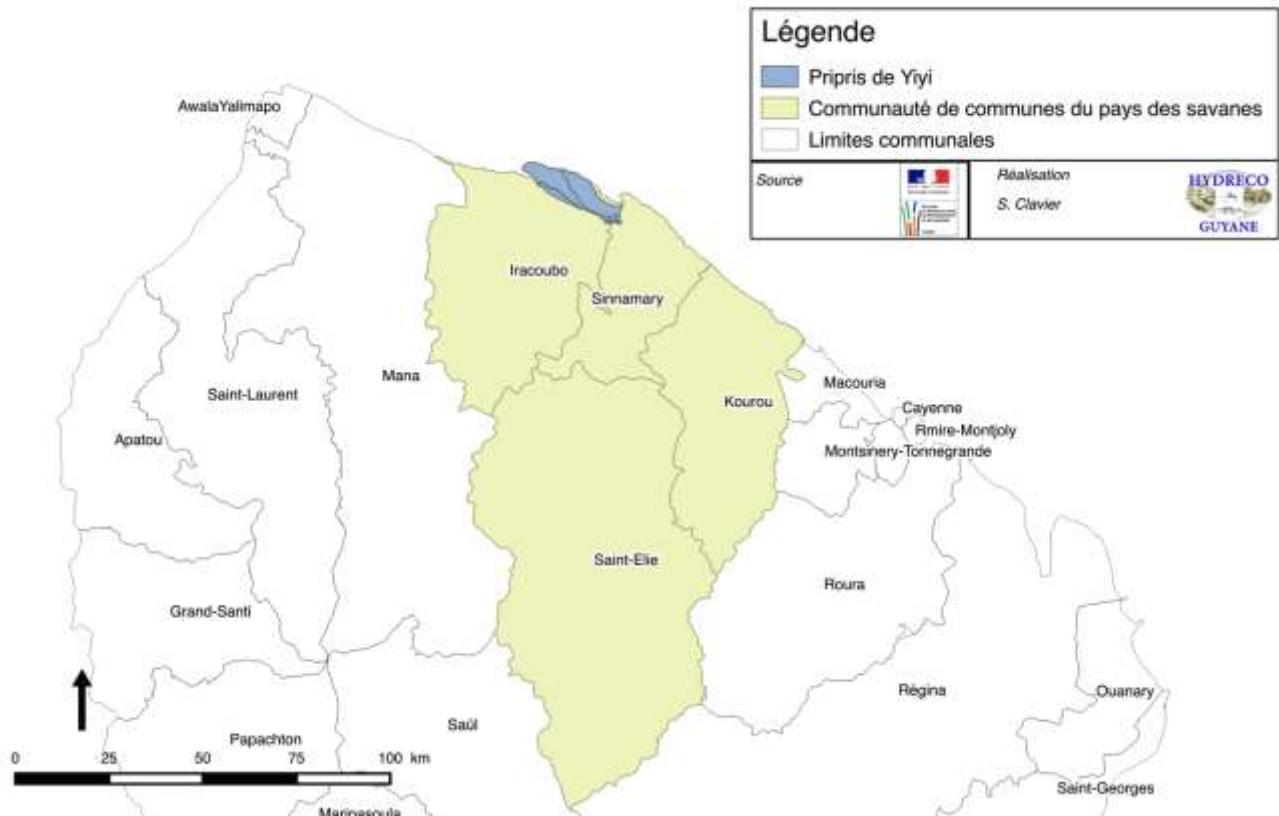 Légende
Pripris de Yiyi
Communauté de communes du pays des savanes
Limites communales
Source
Réalisation
S. Clavier
HYDRECO
GUYANE
AwalaYalimapo
Iracoubo
Sinnamary
Mana
Saint-Laurent
Macouria
Kourou
Cayenne
Rmire-Montjoly
Apatou
Montsinery-Tonnegrande
Saint-Elie
Roura
Grand-Santi
Régina
Ouanary
Saül
Papachton
0 25 50 75 100 km
Saint-Georges
Maripasoula